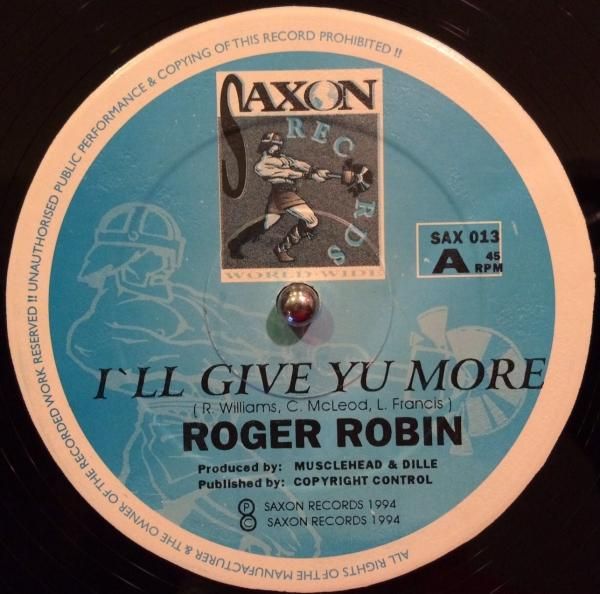 ALL RIGHTS OF THE MANUFACTURER & THE OWNER OF THE RECORDED WORK RESERVED !! UNAUTHORISED PUBLIC PERFORMANCE & COPYING OF THIS RECORD PROHIBITED !!
SAXON
RECORDS
WORLD-WIDE
SAX 013
A 45
RPM
I`LL GIVE YU MORE
( R. Williams, C. McLeod, L. Francis )
ROGER ROBIN
Produced by: MUSCLEHEAD & DILLE
Published by: COPYRIGHT CONTROL
P SAXON RECORDS 1994
C SAXON RECORDS 1994